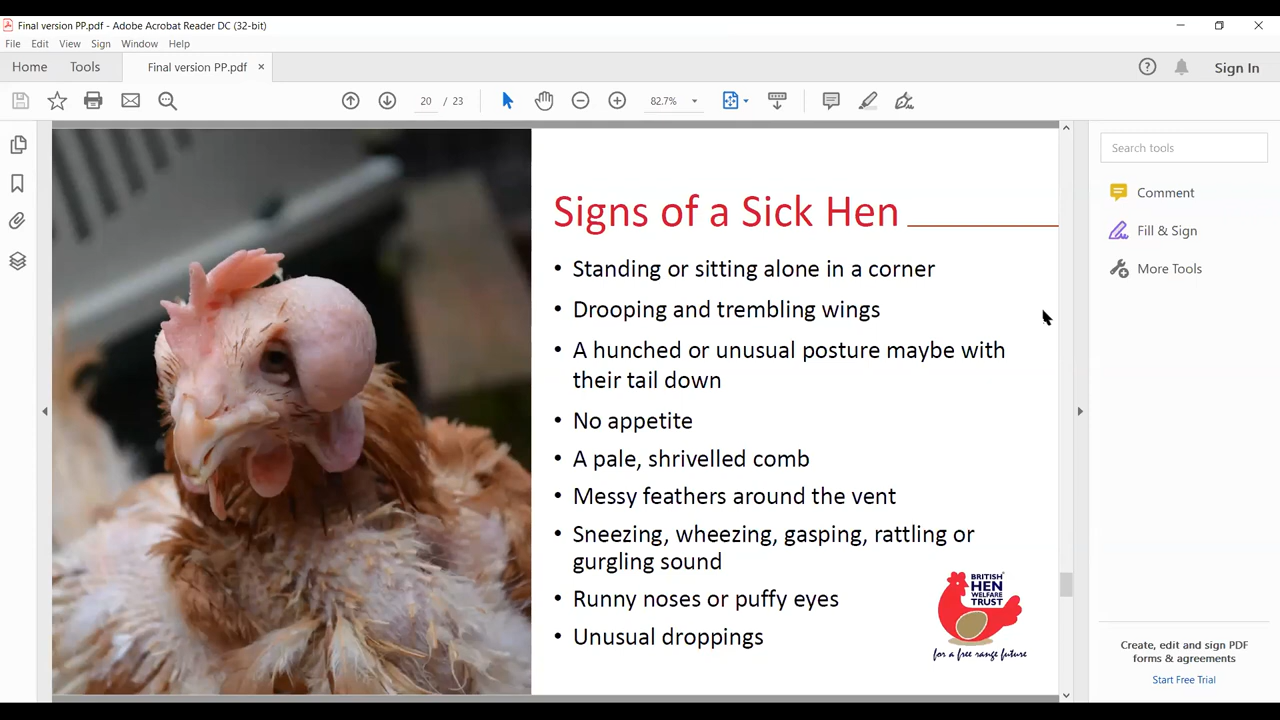 Final version PP.pdf - Adobe Acrobat Reader DC (32-bit)
File Edit View Sign Window Help
Home Tools Final version PP.pdf × Sign In
20 / 23 82.7%
Search tools
Comment
Fill & Sign
More Tools
Signs of a Sick Hen
• Standing or sitting alone in a corner
• Drooping and trembling wings
• A hunched or unusual posture maybe with
their tail down
• No appetite
• A pale, shrivelled comb
• Messy feathers around the vent
• Sneezing, wheezing, gasping, rattling or
gurgling sound
• Runny noses or puffy eyes
• Unusual droppings
BRITISH
HEN
WELFARE
TRUST
for a free range future
Create, edit and sign PDF
forms & agreements
Start Free Trial